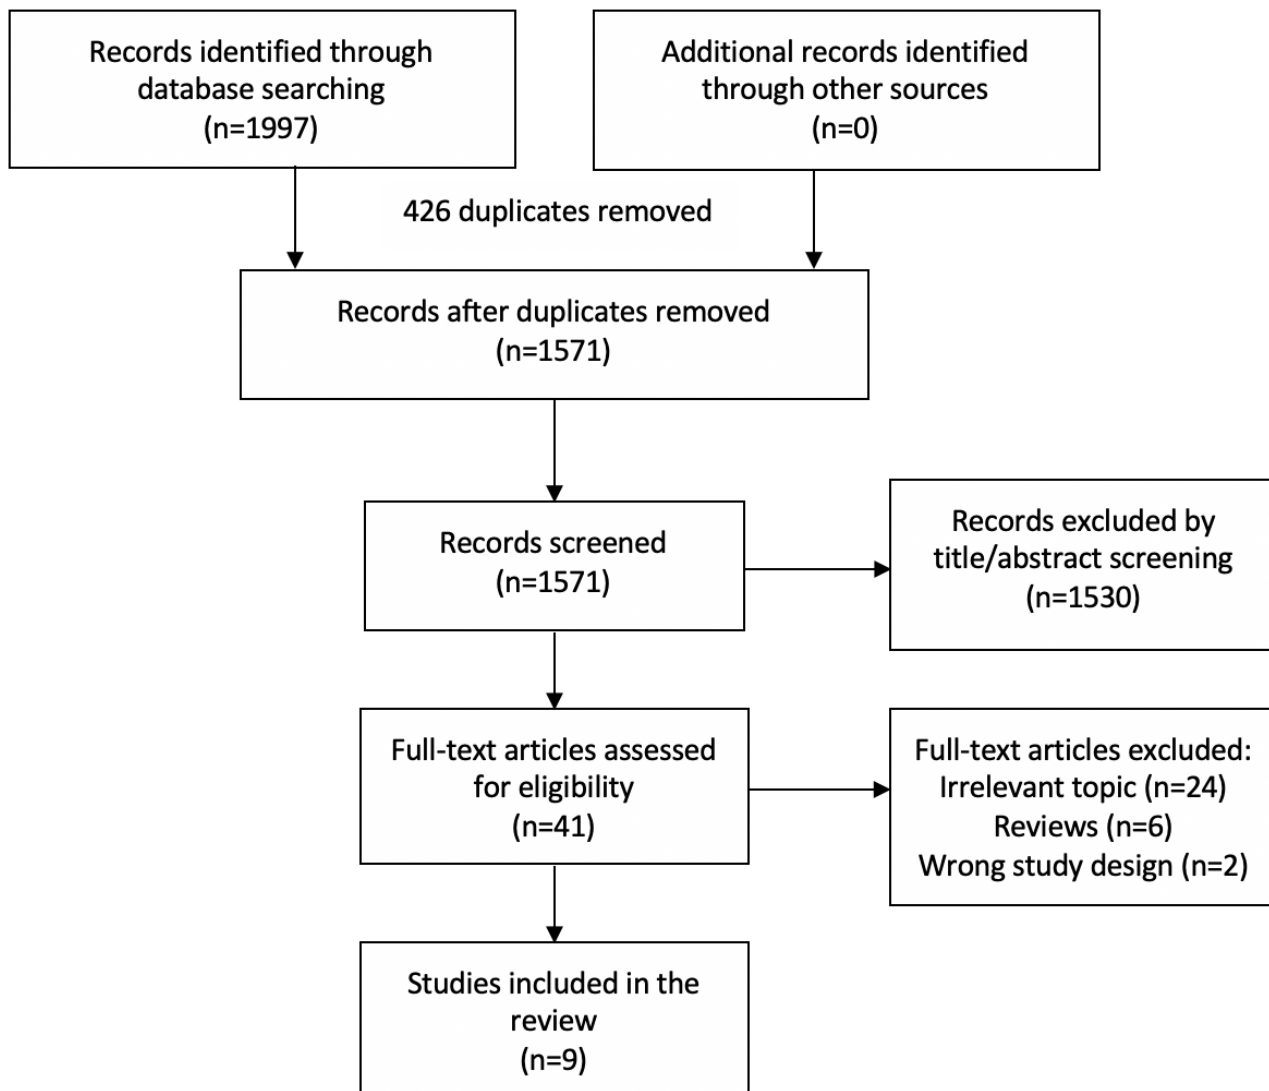 Records identified through
database searching
(n=1997)
Additional records identified
through other sources
(n=0)
426 duplicates removed
Records after duplicates removed
(n=1571)
Records screened
(n=1571)
Records excluded by
title/abstract screening
(n=1530)
Full-text articles assessed
for eligibility
(n=41)
Full-text articles excluded:
Irrelevant topic (n=24)
Reviews (n=6)
Wrong study design (n=2)
Studies included in the
review
(n=9)